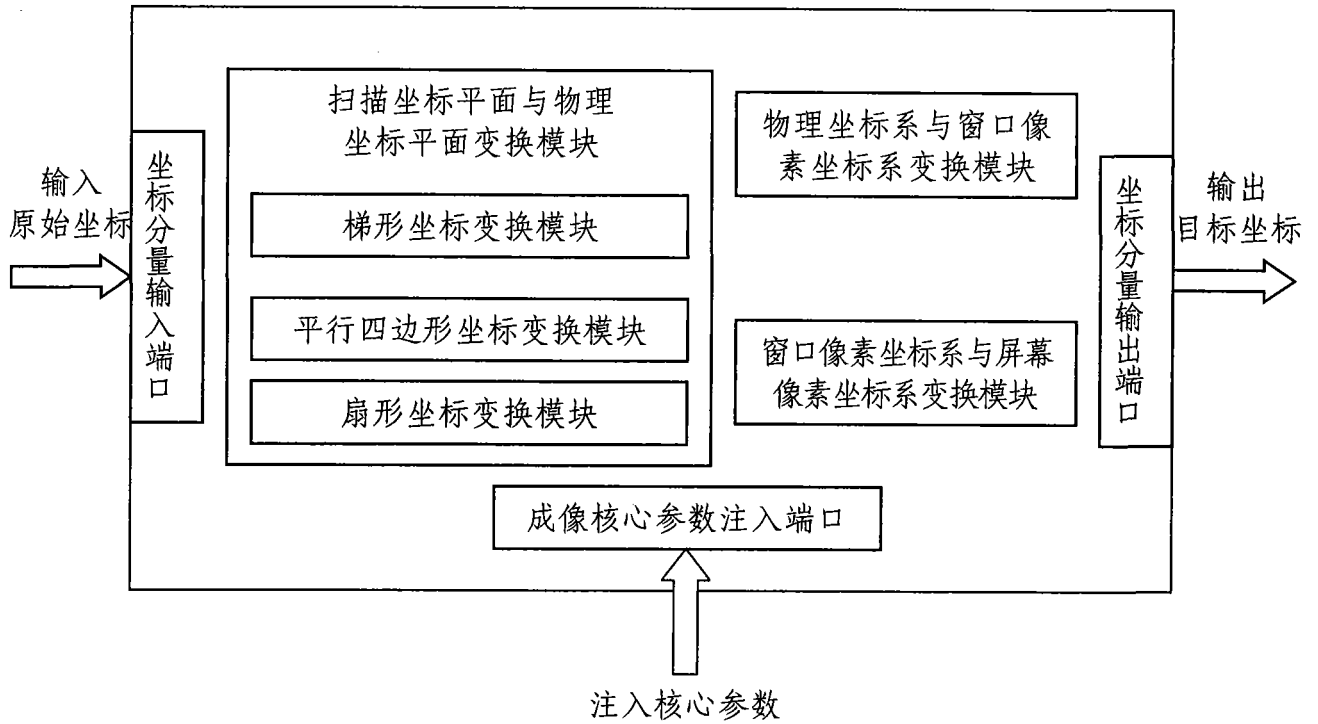 输入
原始坐标
坐标分量输入端口
扫描坐标平面与物理
坐标平面变换模块
梯形坐标变换模块
平行四边形坐标变换模块
扇形坐标变换模块
物理坐标系与窗口像
素坐标系变换模块
窗口像素坐标系与屏幕
像素坐标系变换模块
坐标分量输出端口
输出
目标坐标
成像核心参数注入端口
注入核心参数